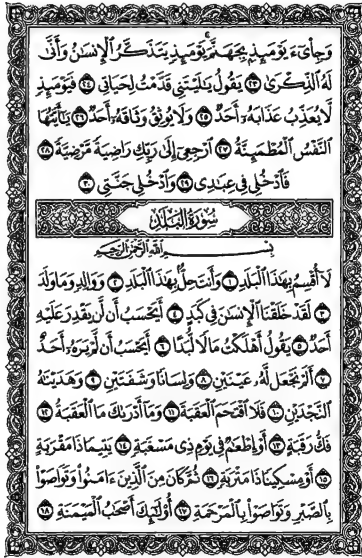 وَجِا۟ىٓءَ يَوْمَئِذٍۭ بِجَهَنَّمَ يَوْمَئِذٍ يَتَذَكَّرُ ٱلْإِنسَـٰنُ وَأَنَّىٰ
لَهُ ٱلذِّكْرَىٰ ٢٣ يَقُولُ يَـٰلَيْتَنِى قَدَّمْتُ لِحَيَاتِى ٢٤ فَيَوْمَئِذٍ
لَّا يُعَذِّبُ عَذَابَهُۥٓ أَحَدٌ ٢٥ وَلَا يُوثِقُ وَثَاقَهُۥٓ أَحَدٌ ٢٦ يَـٰٓأَيَّتُهَا
ٱلنَّفْسُ ٱلْمُطْمَئِنَّةُ ٢٧ ٱرْجِعِىٓ إِلَىٰ رَبِّكِ رَاضِيَةً مَّرْضِيَّةً ٢٨
فَٱدْخُلِى فِى عِبَـٰدِى ٢٩ وَٱدْخُلِى جَنَّتِى ٣٠
سُورَةُ البَلَد
بِسْمِ ٱللَّهِ ٱلرَّحْمَـٰنِ ٱلرَّحِيمِ
لَآ أُقْسِمُ بِهَـٰذَا ٱلْبَلَدِ ١ وَأَنتَ حِلٌّۢ بِهَـٰذَا ٱلْبَلَدِ ٢ وَوَالِدٍ وَمَا وَلَدَ
٣ لَقَدْ خَلَقْنَا ٱلْإِنسَـٰنَ فِى كَبَدٍ ٤ أَيَحْسَبُ أَن لَّن يَقْدِرَ عَلَيْهِ
أَحَدٌ ٥ يَقُولُ أَهْلَكْتُ مَالًا لُّبَدًا ٦ أَيَحْسَبُ أَن لَّمْ يَرَهُۥٓ أَحَدٌ
٧ أَلَمْ نَجْعَل لَّهُۥ عَيْنَيْنِ ٨ وَلِسَانًا وَشَفَتَيْنِ ٩ وَهَدَيْنَـٰهُ
ٱلنَّجْدَيْنِ ١٠ فَلَا ٱقْتَحَمَ ٱلْعَقَبَةَ ١١ وَمَآ أَدْرَىٰكَ مَا ٱلْعَقَبَةُ ١٢
فَكُّ رَقَبَةٍ ١٣ أَوْ إِطْعَـٰمٌ فِى يَوْمٍ ذِى مَسْغَبَةٍ ١٤ يَتِيمًا ذَا مَقْرَبَةٍ
١٥ أَوْ مِسْكِينًا ذَا مَتْرَبَةٍ ١٦ ثُمَّ كَانَ مِنَ ٱلَّذِينَ ءَامَنُوا۟ وَتَوَاصَوْا۟
بِٱلصَّبْرِ وَتَوَاصَوْا۟ بِٱلْمَرْحَمَةِ ١٧ أُو۟لَـٰٓئِكَ أَصْحَـٰبُ ٱلْمَيْمَنَةِ ١٨